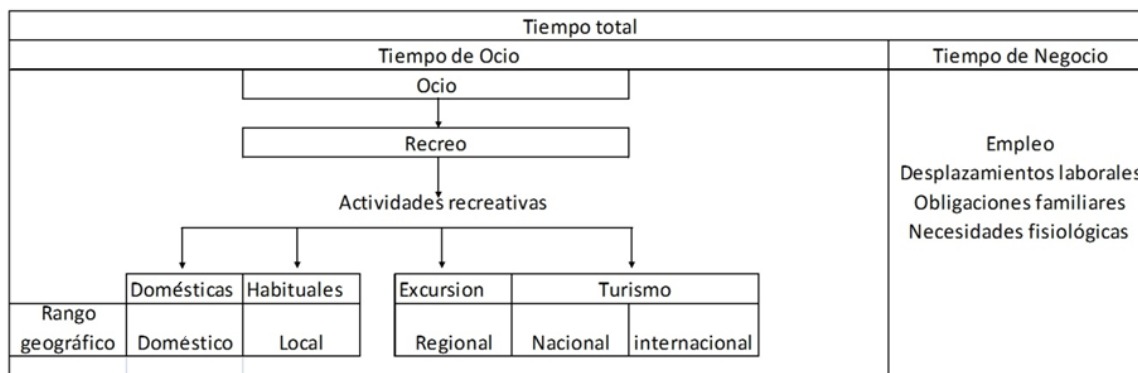 Tiempo total
Tiempo de Ocio Tiempo de Negocio
Ocio
Recreo
Empleo
Desplazamientos laborales
Actividades recreativas
Obligaciones familiares
Necesidades fisiológicas
Domésticas Habituales Excursion Turismo
Rango
geográfico Doméstico Local Regional Nacional internacional